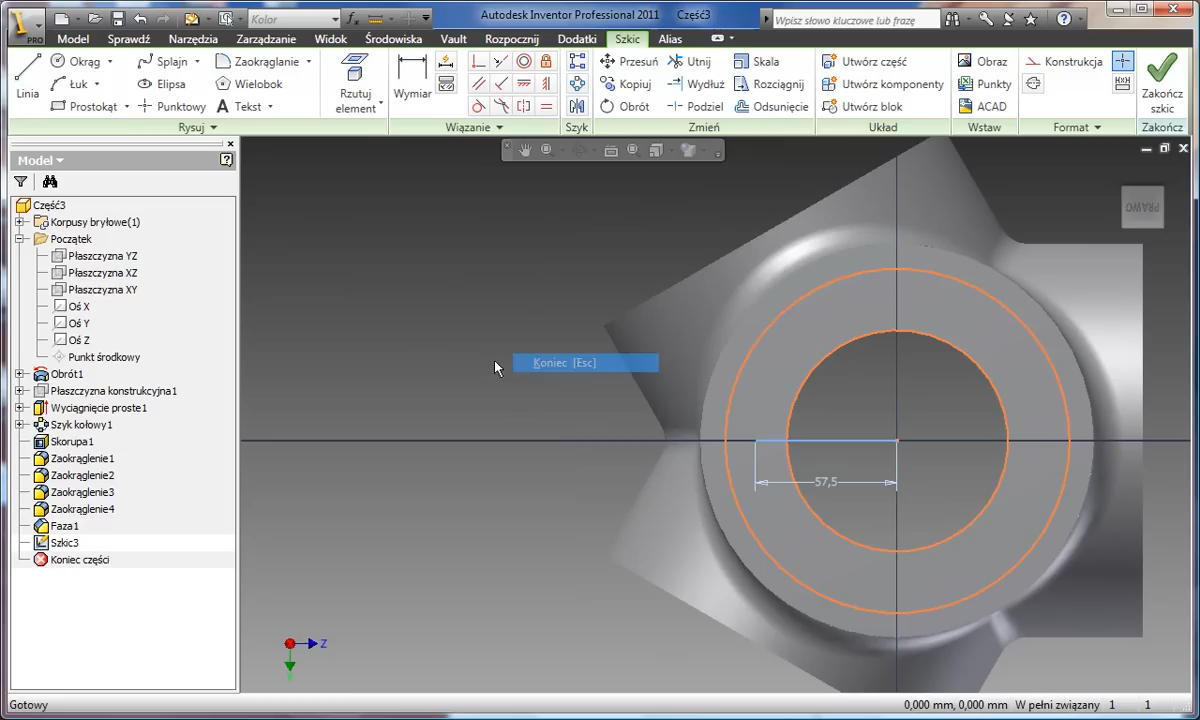 Kolor
Autodesk Inventor Professional 2011 Część3
Wpisz słowo kluczowe lub frazę
PRO
Model Sprawdź Narzędzia Zarządzanie Widok Środowiska Vault Rozpocznij Dodatki Szkic Alias
Linia
Okrąg
Łuk
Prostokąt
Splajn
Elipsa
Punktowy
Zaokrąglenie
Wielobok
Tekst
Rzutuj
element
Wymiar
Przesuń
Kopiuj
Obrót
Utnij
Wydłuż
Podziel
Skala
Rozciągnij
Odsunięcie
Utwórz część
Utwórz komponenty
Utwórz blok
Obraz
Punkty
ACAD
Konstrukcja
Zakończ
szkic
Rysuj Wiązanie Szyk Zmień Układ Wstaw Format Zakończ
Model
Część3
Korpusy bryłowe(1)
Początek
Płaszczyzna YZ
Płaszczyzna XZ
Płaszczyzna XY
Oś X
Oś Y
Oś Z
Punkt środkowy
Obrót1
Płaszczyzna konstrukcyjna1
Wyciągnięcie proste1
Szyk kołowy1
Skorupa1
Zaokrąglenie1
Zaokrąglenie2
Zaokrąglenie3
Zaokrąglenie4
Faza1
Szkic3
Koniec części
PRAWO
Koniec [Esc]
57,5
Z
Gotowy
0,000 mm, 0,000 mm W pełni związany 1 1